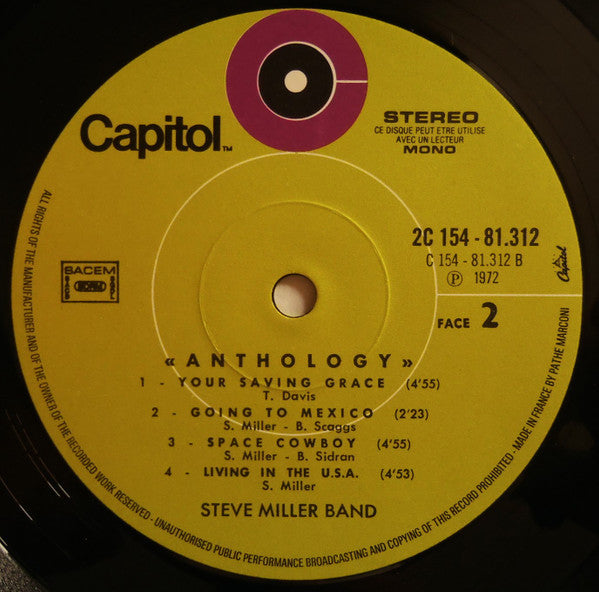 Capitol™
STEREO
CE DISQUE PEUT ETRE UTILISE
AVEC UN LECTEUR
MONO
2C 154 - 81.312
C 154 - 81.312 B
Ⓟ 1972
Capitol
SACEM
FACE 2
« ANTHOLOGY »
1 - YOUR SAVING GRACE (4'55)
T. Davis
2 - GOING TO MEXICO (2'23)
S. Miller - B. Scaggs
3 - SPACE COWBOY (4'55)
S. Miller - B. Sidran
4 - LIVING IN THE U.S.A. (4'53)
S. Miller
STEVE MILLER BAND
ALL RIGHTS OF THE MANUFACTURER AND OF THE OWNER OF THE RECORDED WORK RESERVED - UNAUTHORISED PUBLIC PERFORMANCE BROADCASTING AND COPYING OF THIS RECORD PROHIBITED - MADE IN FRANCE BY PATHE MARCONI